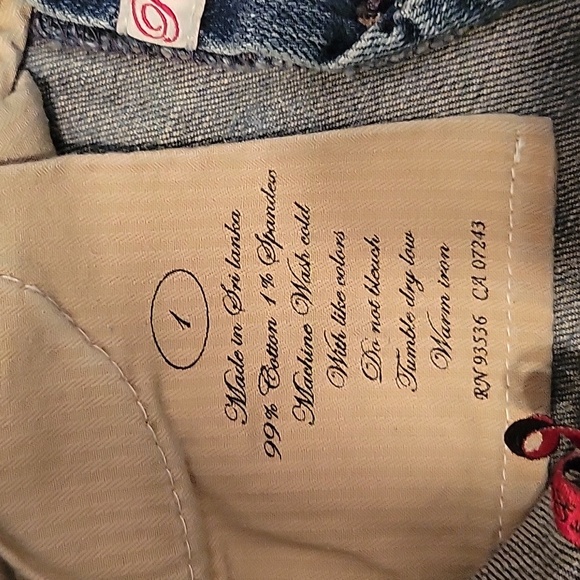 1
Made in Sri lanka
99% Cotton 1% Spandex
Machine Wash cold
With like colors
Do not bleach
Tumble dry low
Warm iron
RN 93536 CA 07243